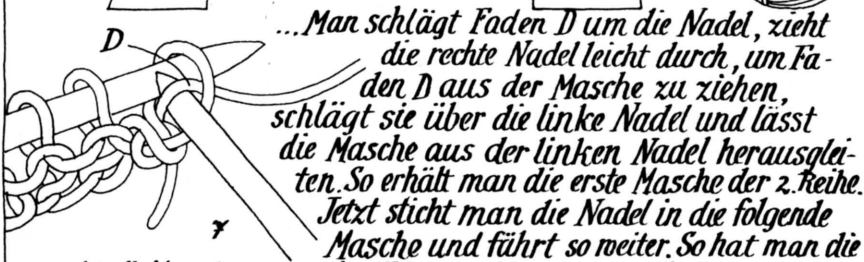 ...Man schlägt Faden D um die Nadel, zieht
die rechte Nadel leicht durch, um Fa-
den D aus der Masche zu ziehen,
schlägt sie über die linke Nadel und lässt
die Masche aus der linken Nadel herausglei-
ten. So erhält man die erste Masche der 2. Reihe.
Jetzt sticht man die Nadel in die folgende
Masche und fährt so weiter. So hat man die
D
7